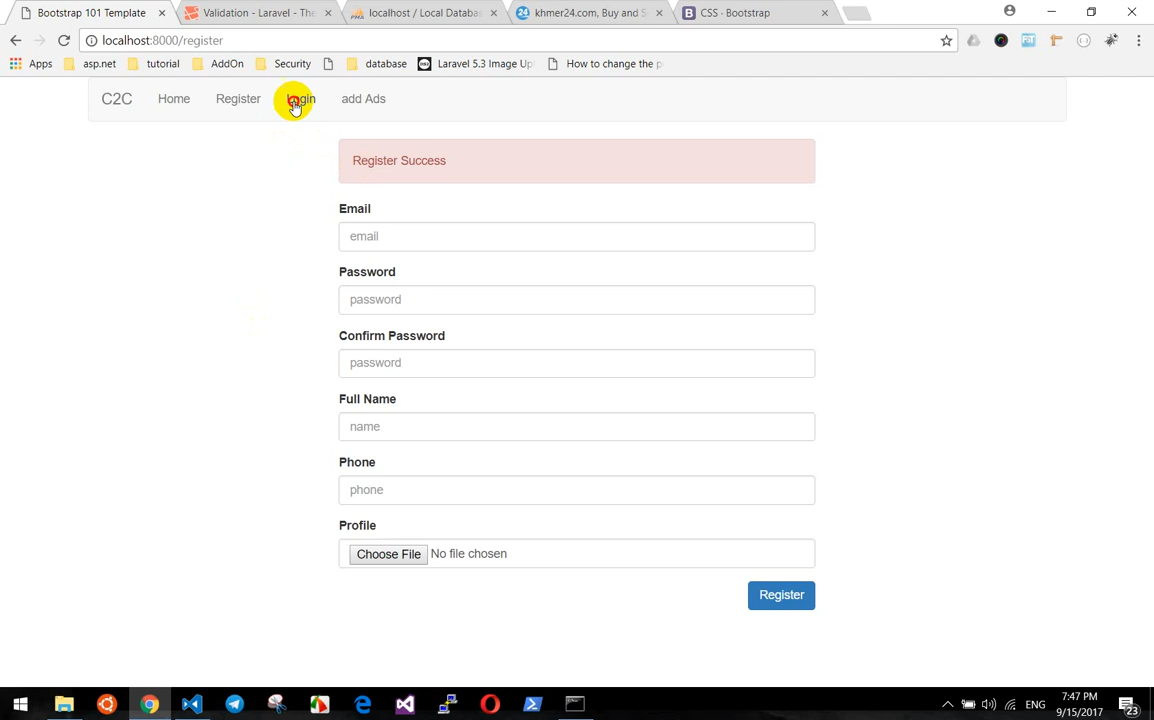 Bootstrap 101 Template
Validation - Laravel - The
localhost / Local Databas
khmer24.com, Buy and S
CSS · Bootstrap
localhost:8000/register
Apps
asp.net
tutorial
AddOn
Security
database
Laravel 5.3 Image Up
How to change the p
C2C
Home
Register
Login
add Ads
Register Success
Email
email
Password
password
Confirm Password
password
Full Name
name
Phone
phone
Profile
Choose File No file chosen
Register
ENG
7:47 PM
9/15/2017
23